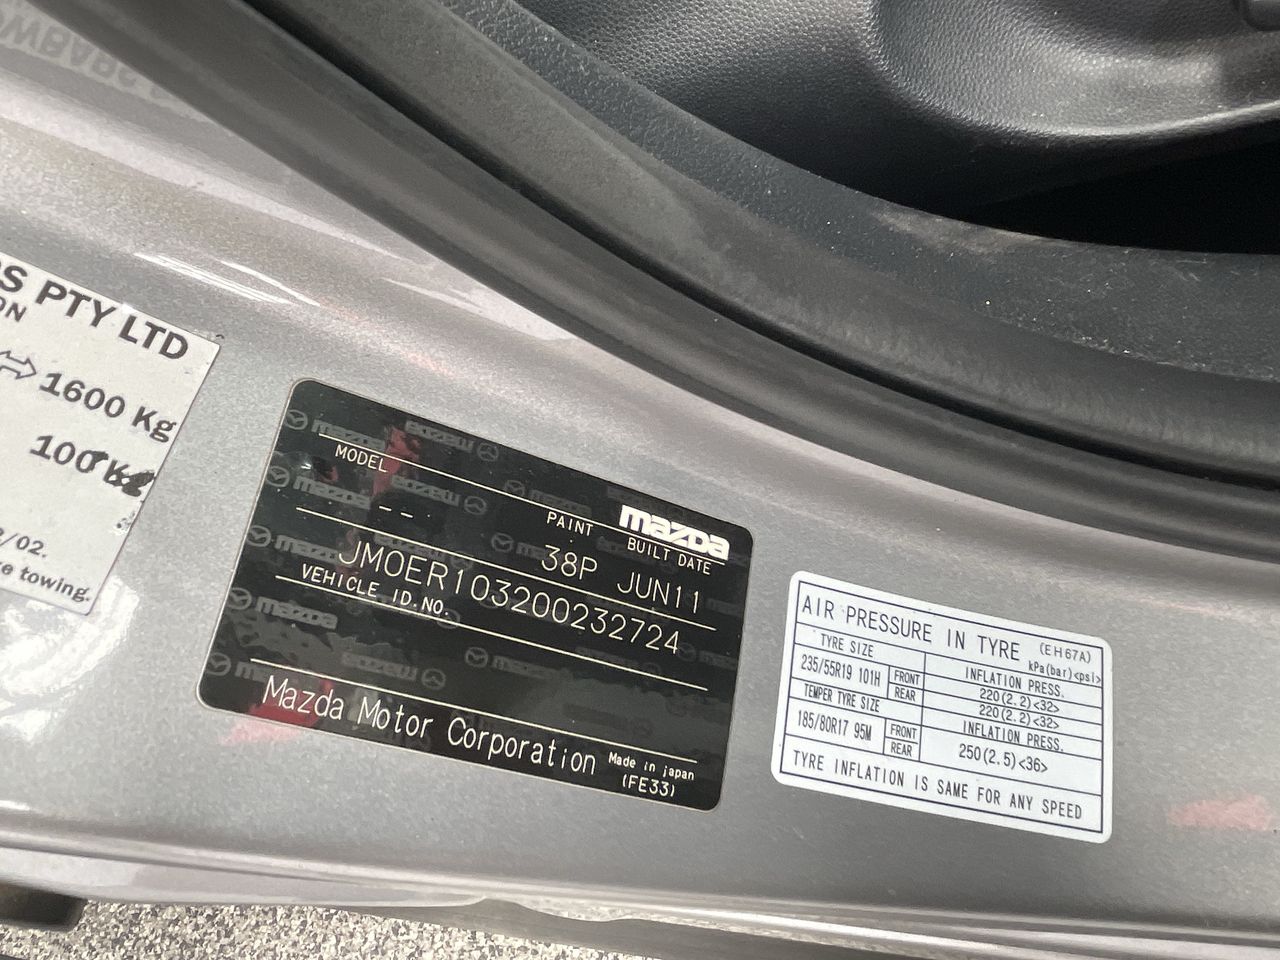 RS PTY LTD
ON
1600 Kg
100 Kg
/02.
towing.
mazda
MODEL
PAINT
BUILT DATE
-- 38P JUN11
JM0ER103200232724
VEHICLE ID.NO.
Mazda Motor Corporation
Made in japan
(FE33)
AIR PRESSURE IN TYRE (EH67A)
kPa(bar)<psi>
TYRE SIZE INFLATION PRESS.
235/55R19 101H FRONT 220(2.2)<32>
REAR 220(2.2)<32>
TEMPER TYRE SIZE INFLATION PRESS.
185/80R17 95M FRONT REAR 250(2.5)<36>
TYRE INFLATION IS SAME FOR ANY SPEED